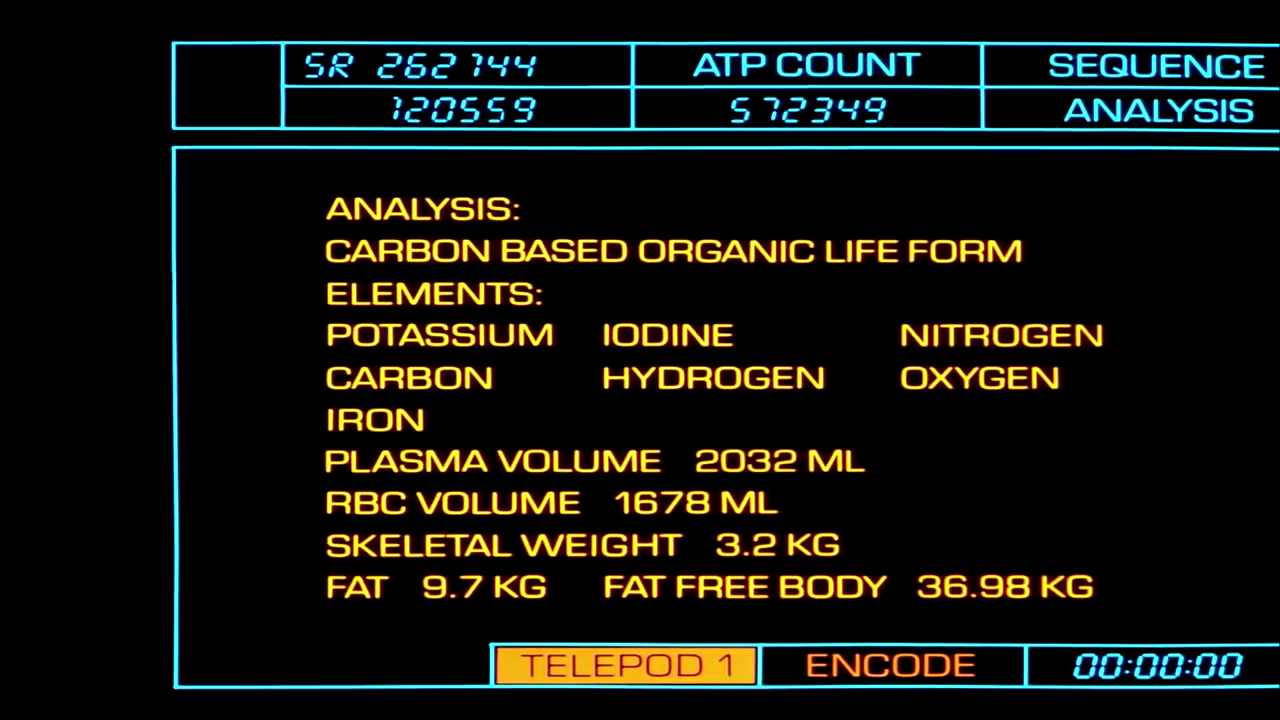 SR 262144 ATP COUNT SEQUENCE
120559 572349 ANALYSIS
ANALYSIS:
CARBON BASED ORGANIC LIFE FORM
ELEMENTS:
POTASSIUM IODINE NITROGEN
CARBON HYDROGEN OXYGEN
IRON
PLASMA VOLUME 2032 ML
RBC VOLUME 1678 ML
SKELETAL WEIGHT 3.2 KG
FAT 9.7 KG FAT FREE BODY 36.98 KG
TELEPOD 1 ENCODE 00:00:00